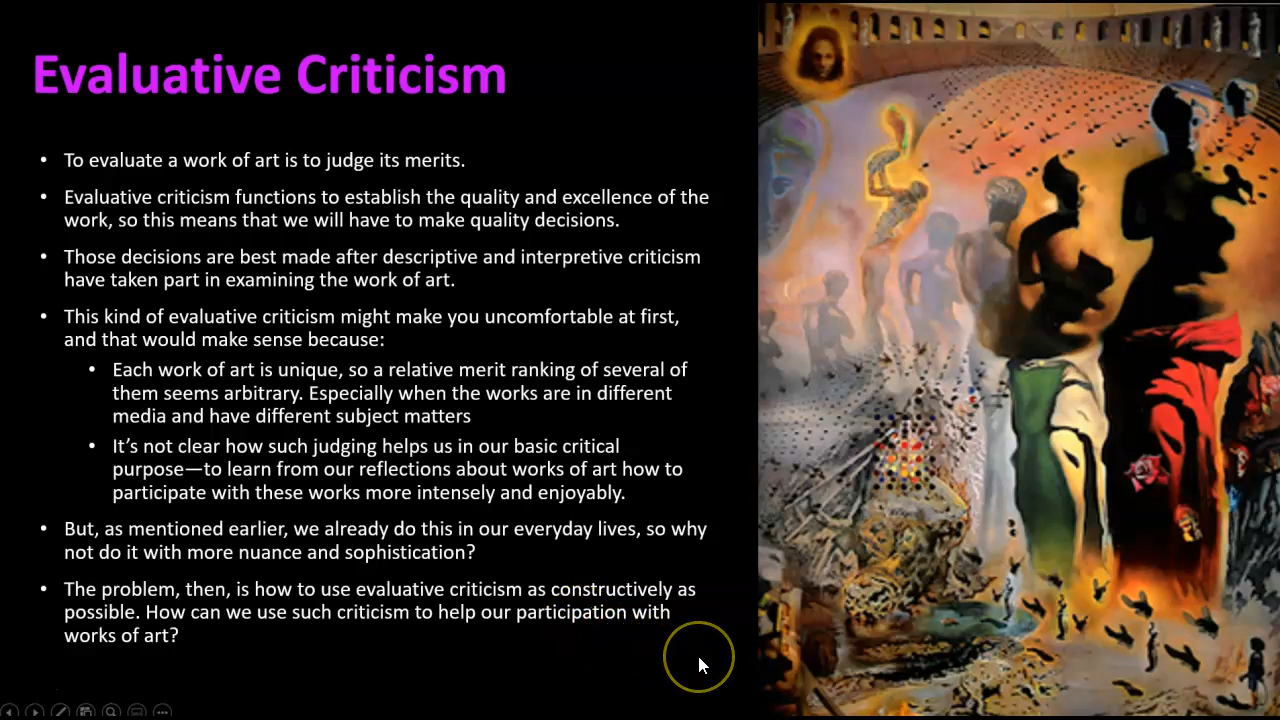 Evaluative Criticism
• To evaluate a work of art is to judge its merits.
• Evaluative criticism functions to establish the quality and excellence of the
work, so this means that we will have to make quality decisions.
• Those decisions are best made after descriptive and interpretive criticism
have taken part in examining the work of art.
• This kind of evaluative criticism might make you uncomfortable at first,
and that would make sense because:
• Each work of art is unique, so a relative merit ranking of several of
them seems arbitrary. Especially when the works are in different
media and have different subject matters
• It's not clear how such judging helps us in our basic critical
purpose—to learn from our reflections about works of art how to
participate with these works more intensely and enjoyably.
• But, as mentioned earlier, we already do this in our everyday lives, so why
not do it with more nuance and sophistication?
• The problem, then, is how to use evaluative criticism as constructively as
possible. How can we use such criticism to help our participation with
works of art?